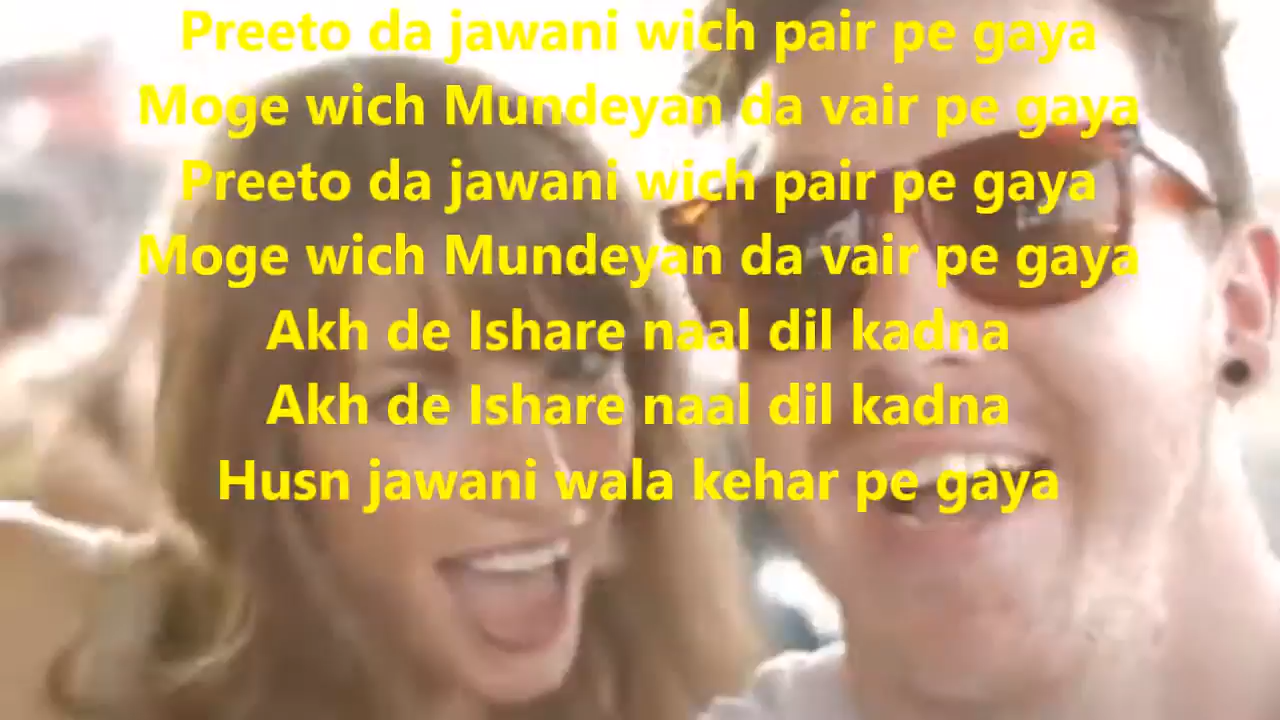 Preeto da jawani wich pair pe gaya
Moge wich Mundeyan da vair pe gaya
Preeto da jawani wich pair pe gaya
Moge wich Mundeyan da vair pe gaya
Akh de Ishare naal dil kadna
Akh de Ishare naal dil kadna
Husn jawani wala kehar pe gaya